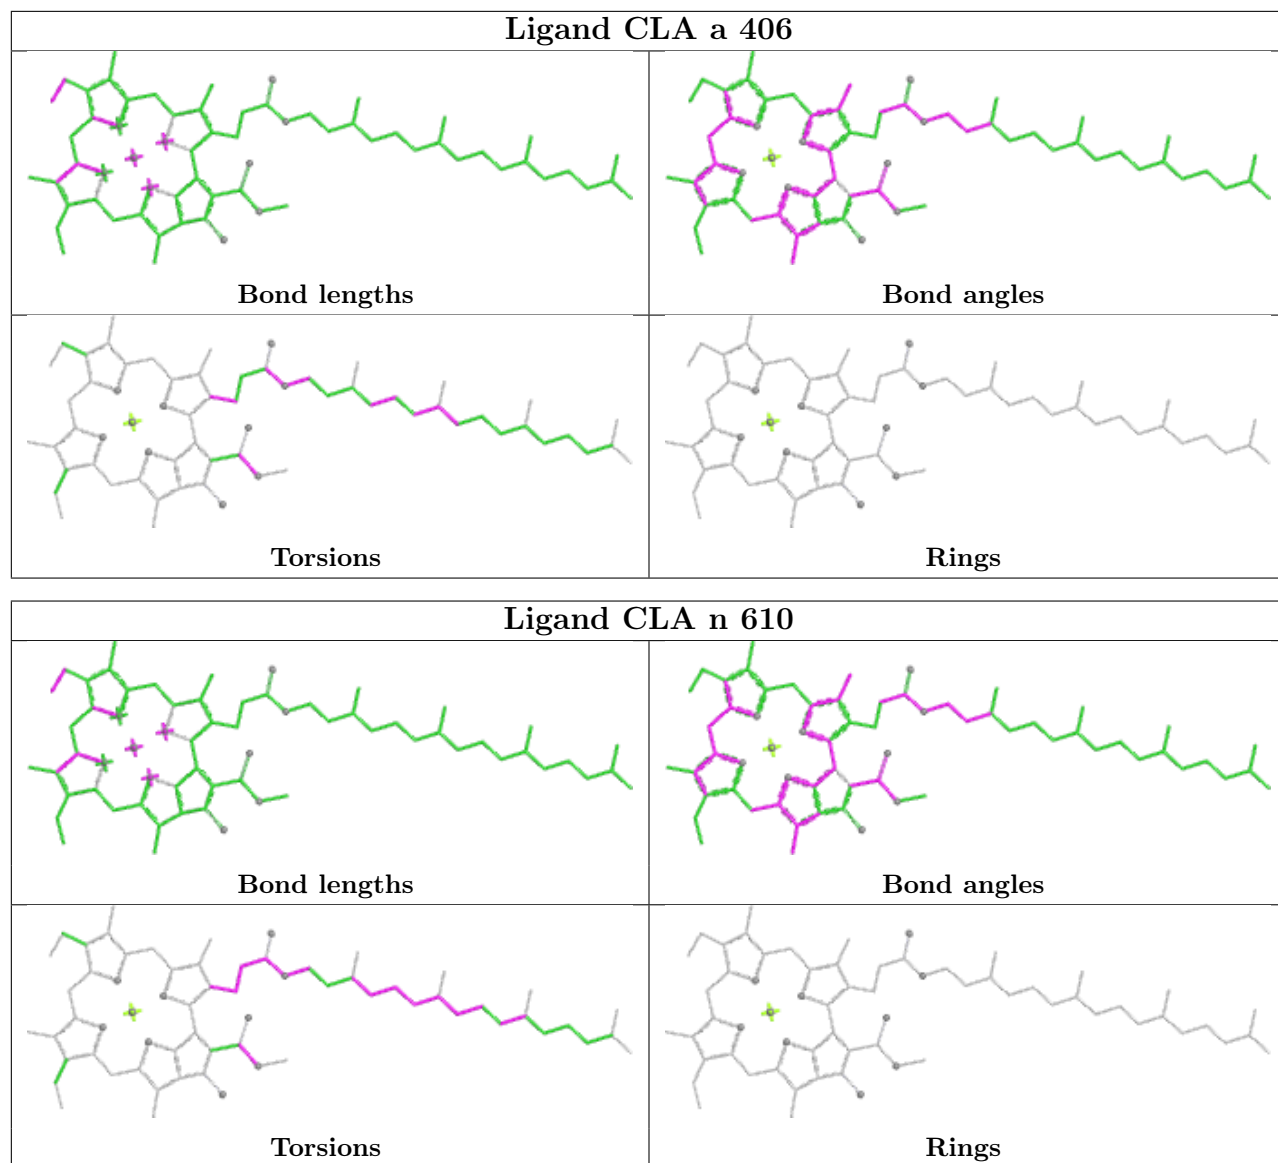 Ligand CLA a 406
Bond lengths
Bond angles
Torsions
Rings
Ligand CLA n 610
Bond lengths
Bond angles
Torsions
Rings